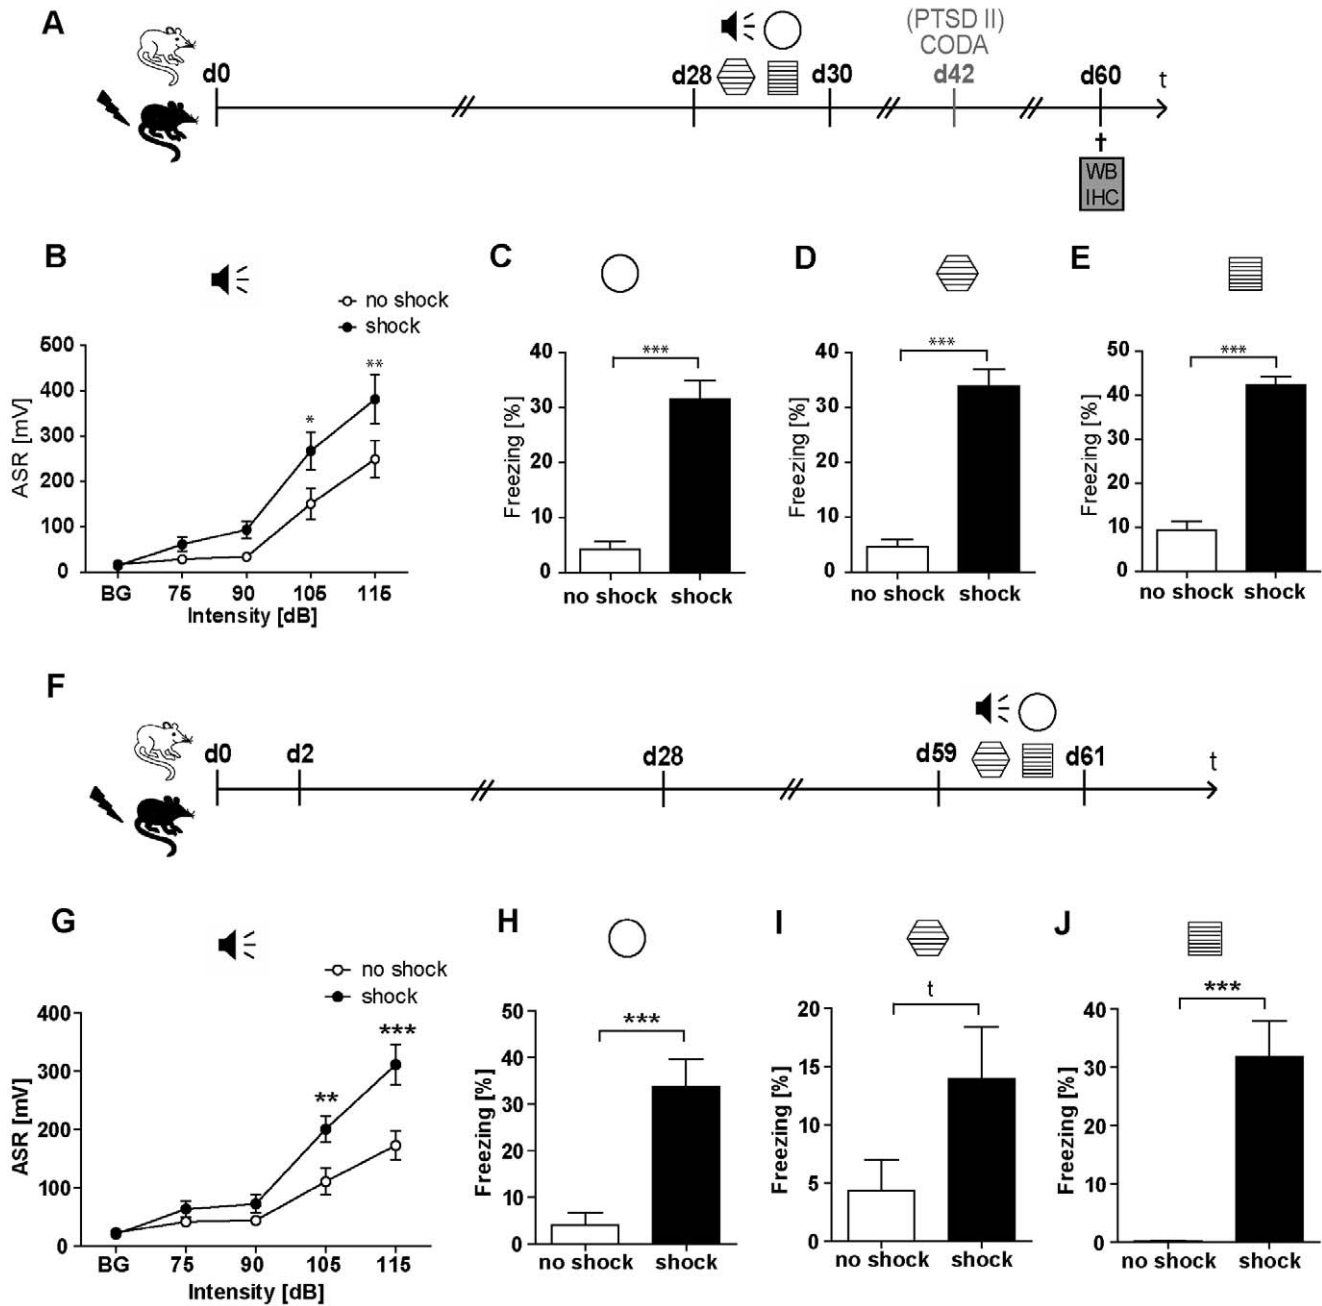 A
(PTSD II)
CODA
d0 d28 d30 d42 d60 t
†
WB
IHC
B C D E
no shock
shock
ASR [mV]
500
400
300
200
100
0
* **
BG 75 90 105 115
Intensity [dB]
Freezing [%]
40
30
20
10
0
***
no shock shock
Freezing [%]
40
30
20
10
0
***
no shock shock
Freezing [%]
50
40
30
20
10
0
***
no shock shock
F
d0 d2 d28 d59 d61 t
G H I J
no shock
shock
ASR [mV]
400
300
200
100
0
** ***
BG 75 90 105 115
Intensity [dB]
Freezing [%]
50
40
30
20
10
0
***
no shock shock
Freezing [%]
20
15
10
5
0
t
no shock shock
Freezing [%]
40
30
20
10
0
***
no shock shock